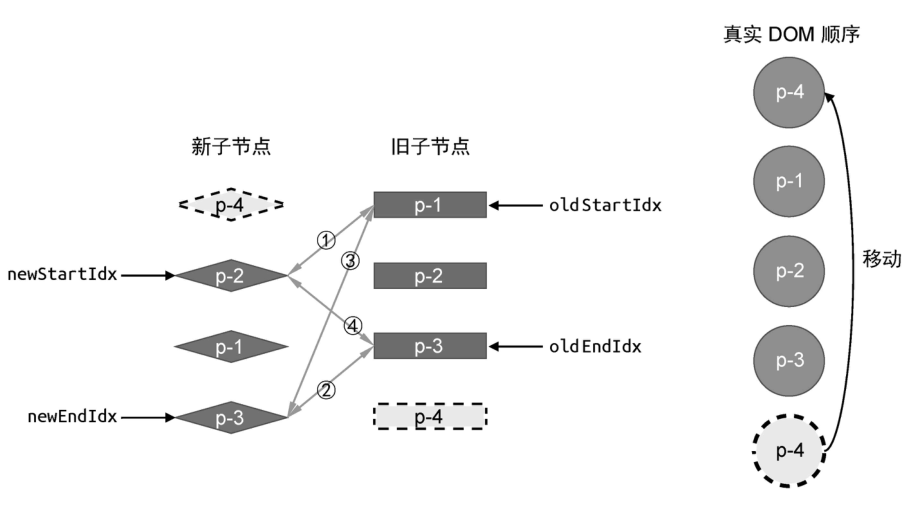 真实 DOM 顺序
p-4
新子节点
旧子节点
p-1
p-4
p-1
oldStartIdx
①
③
newStartIdx
p-2
p-2
p-2
移动
④
p-1
p-3
oldEndIdx
p-3
②
newEndIdx
p-3
p-4
p-4